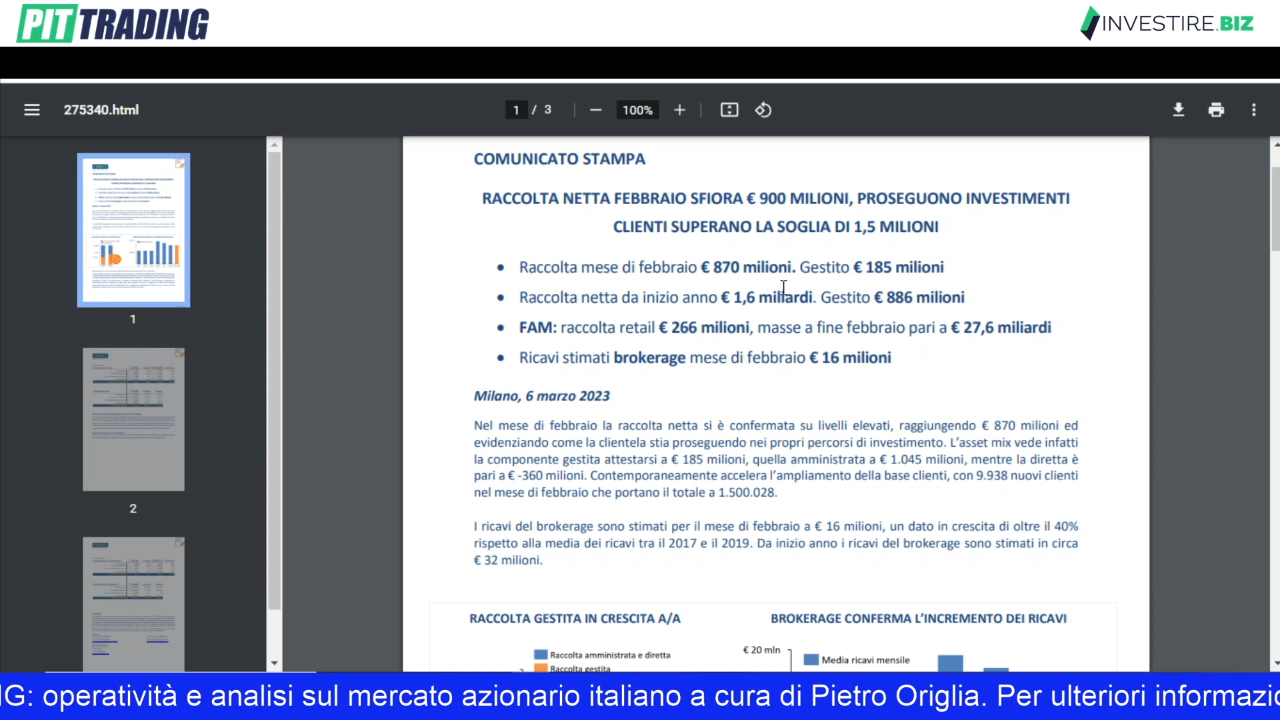 PITTRADING
INVESTIRE.BIZ
275340.html
1 / 3
100%
COMUNICATO STAMPA
RACCOLTA NETTA FEBBRAIO SFIORA € 900 MILIONI, PROSEGUONO INVESTIMENTI
CLIENTI SUPERANO LA SOGLIA DI 1,5 MILIONI
• Raccolta mese di febbraio € 870 milioni. Gestito € 185 milioni
• Raccolta netta da inizio anno € 1,6 miliardi. Gestito € 886 milioni
• FAM: raccolta retail € 266 milioni, masse a fine febbraio pari a € 27,6 miliardi
• Ricavi stimati brokerage mese di febbraio € 16 milioni
Milano, 6 marzo 2023
Nel mese di febbraio la raccolta netta si è confermata su livelli elevati, raggiungendo € 870 milioni ed
evidenziando come la clientela stia proseguendo nei propri percorsi di investimento. L'asset mix vede infatti
la componente gestita attestarsi a € 185 milioni, quella amministrata a € 1.045 milioni, mentre la diretta è
pari a € -360 milioni. Contemporaneamente accelera l'ampliamento della base clienti, con 9.938 nuovi clienti
nel mese di febbraio che portano il totale a 1.500.028.
I ricavi del brokerage sono stimati per il mese di febbraio a € 16 milioni, un dato in crescita di oltre il 40%
rispetto alla media dei ricavi tra il 2017 e il 2019. Da inizio anno i ricavi del brokerage sono stimati in circa
€ 32 milioni.
RACCOLTA GESTITA IN CRESCITA A/A
Raccolta amministrata e diretta
Raccolta gestita
BROKERAGE CONFERMA L'INCREMENTO DEI RICAVI
€ 20 mln
Media ricavi mensile
1
2
NG: operatività e analisi sul mercato azionario italiano a cura di Pietro Origlia. Per ulteriori informazio